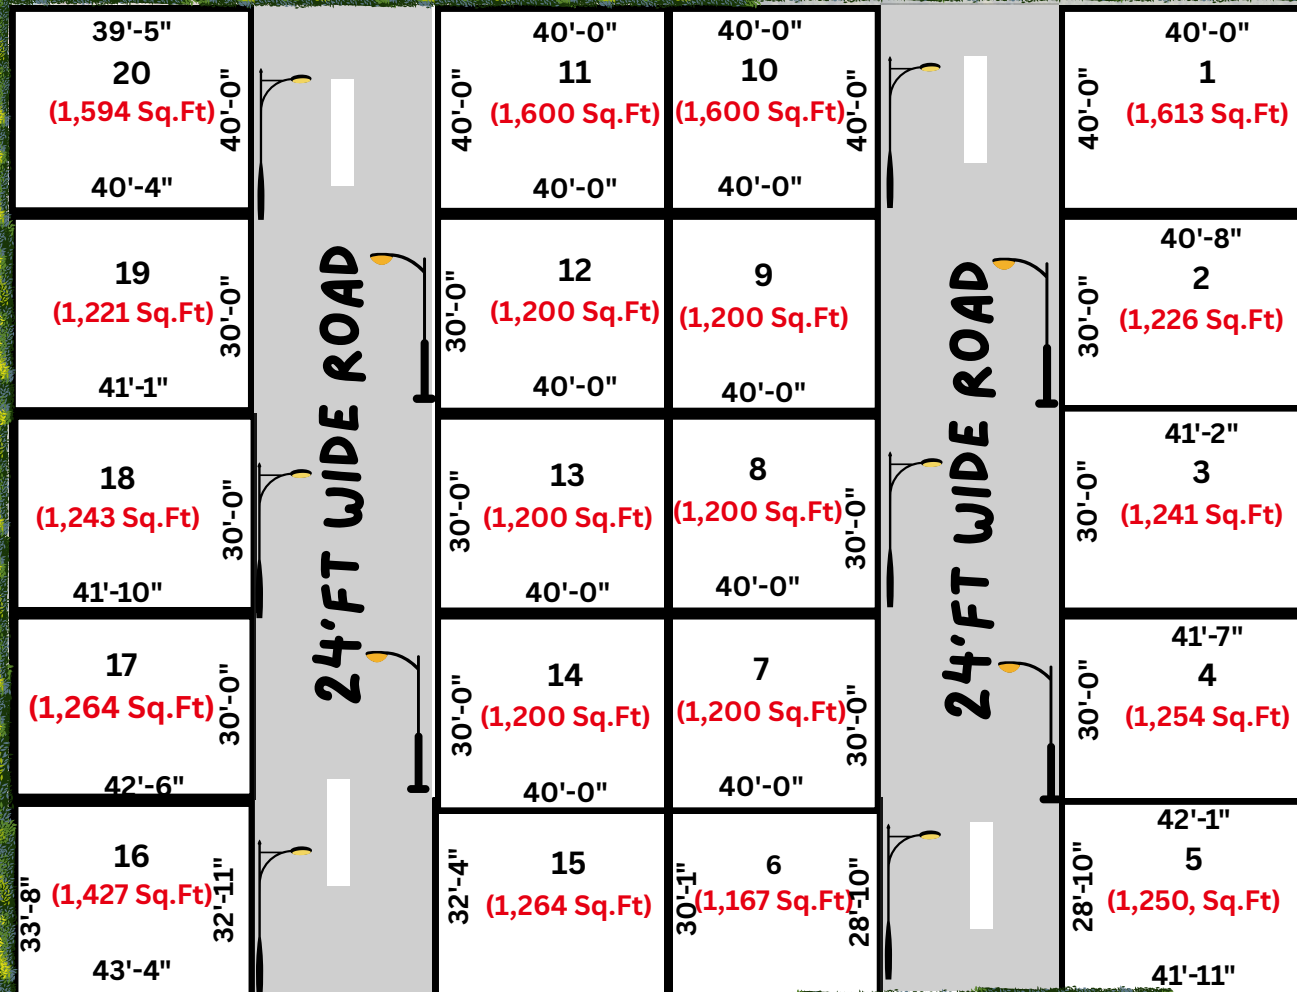 39'-5"
20
(1,594 Sq.Ft)
40'-0"
40'-4"
19
(1,221 Sq.Ft)
30'-0"
41'-1"
18
(1,243 Sq.Ft)
30'-0"
41'-10"
17
(1,264 Sq.Ft)
30'-0"
42'-6"
16
(1,427 Sq.Ft)
33'-8"
32'-11"
43'-4"
24'FT WIDE ROAD
40'-0"
11
(1,600 Sq.Ft)
40'-0"
40'-0"
12
(1,200 Sq.Ft)
30'-0"
40'-0"
13
(1,200 Sq.Ft)
30'-0"
40'-0"
14
(1,200 Sq.Ft)
30'-0"
40'-0"
15
(1,264 Sq.Ft)
32'-4"
40'-0"
10
(1,600 Sq.Ft)
40'-0"
40'-0"
9
(1,200 Sq.Ft)
40'-0"
8
(1,200 Sq.Ft)
30'-0"
40'-0"
7
(1,200 Sq.Ft)
30'-0"
40'-0"
6
(1,167 Sq.Ft)
30'-1"
28'-10"
24'FT WIDE ROAD
40'-0"
1
(1,613 Sq.Ft)
40'-0"
40'-8"
2
(1,226 Sq.Ft)
30'-0"
41'-2"
3
(1,241 Sq.Ft)
30'-0"
41'-7"
4
(1,254 Sq.Ft)
30'-0"
42'-1"
5
(1,250, Sq.Ft)
28'-10"
41'-11"